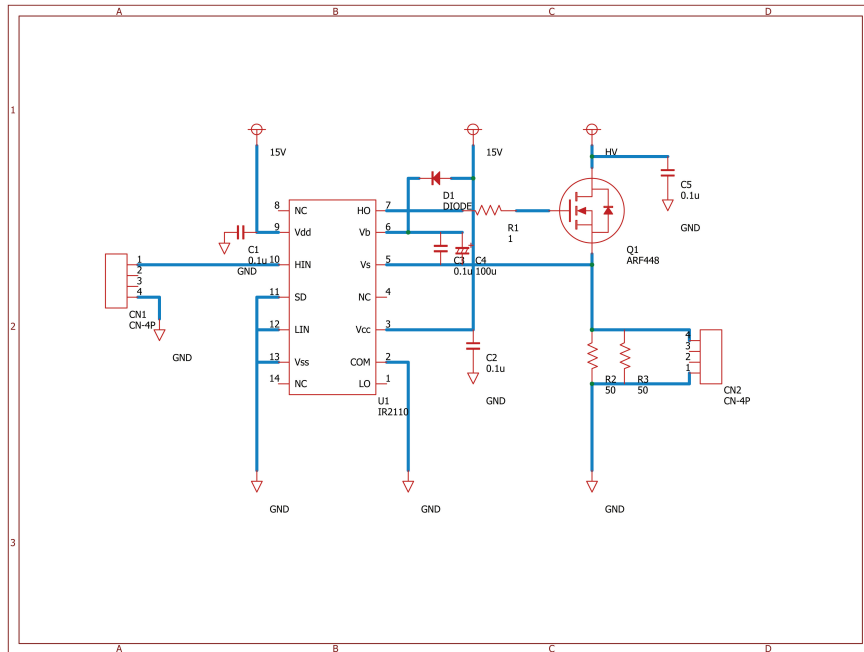 A B C D
1
15V
15V
HV
C5
0.1u
GND
D1
DIODE
8 NC
HO 7
R1
1
9 Vdd
Vb 6
C1
0.1u
GND
Q1
ARF448
10 HIN
Vs 5
C3
0.1u
C4
100u
+
1
2
3
4
CN1
CN-4P
GND
11 SD
NC 4
2
12 LIN
Vcc 3
C2
0.1u
GND
13 Vss
COM 2
14 NC
LO 1
U1
IR2110
R2
50
R3
50
4
3
2
1
CN2
CN-4P
GND
GND
GND
3
A B C D